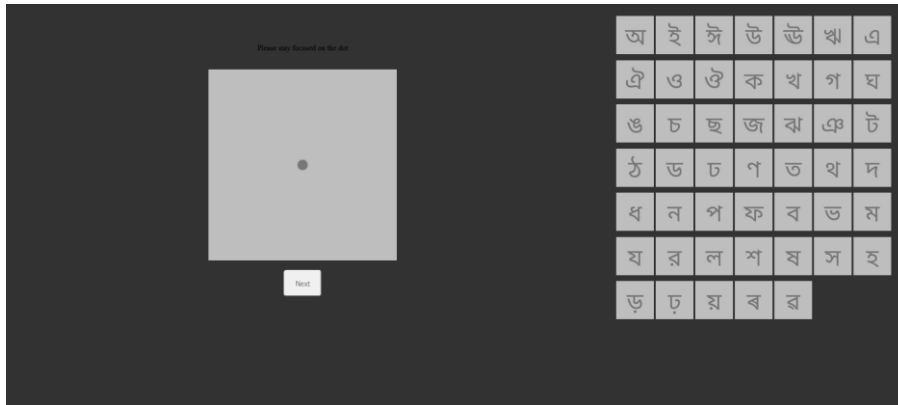 Please stay focused on the dot
Next
অ ই ঈ উ ঊ ঋ এ
ঐ ও ঔ ক খ গ ঘ
ঙ চ ছ জ ঝ ঞ ট
ঠ ড ঢ ণ ত থ দ
ধ ন প ফ ব ভ ম
য র ল শ ষ স হ
ড় ঢ় য় ৰ ৱ